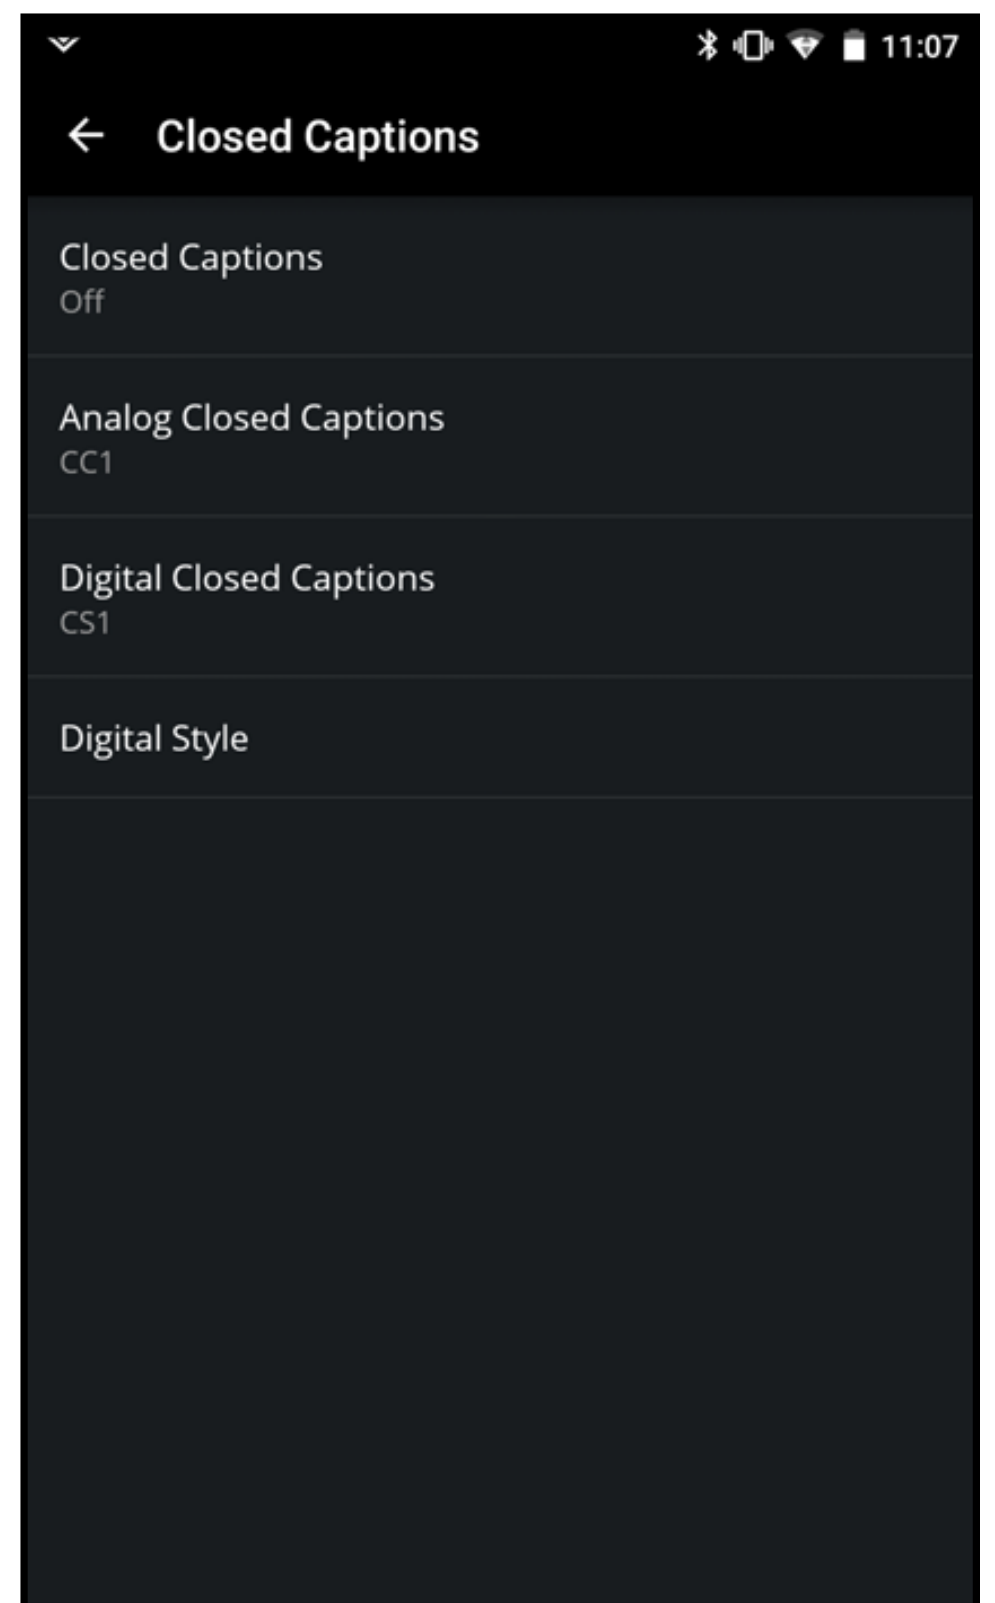 11:07
Closed Captions
Closed Captions
Off
Analog Closed Captions
CC1
Digital Closed Captions
CS1
Digital Style